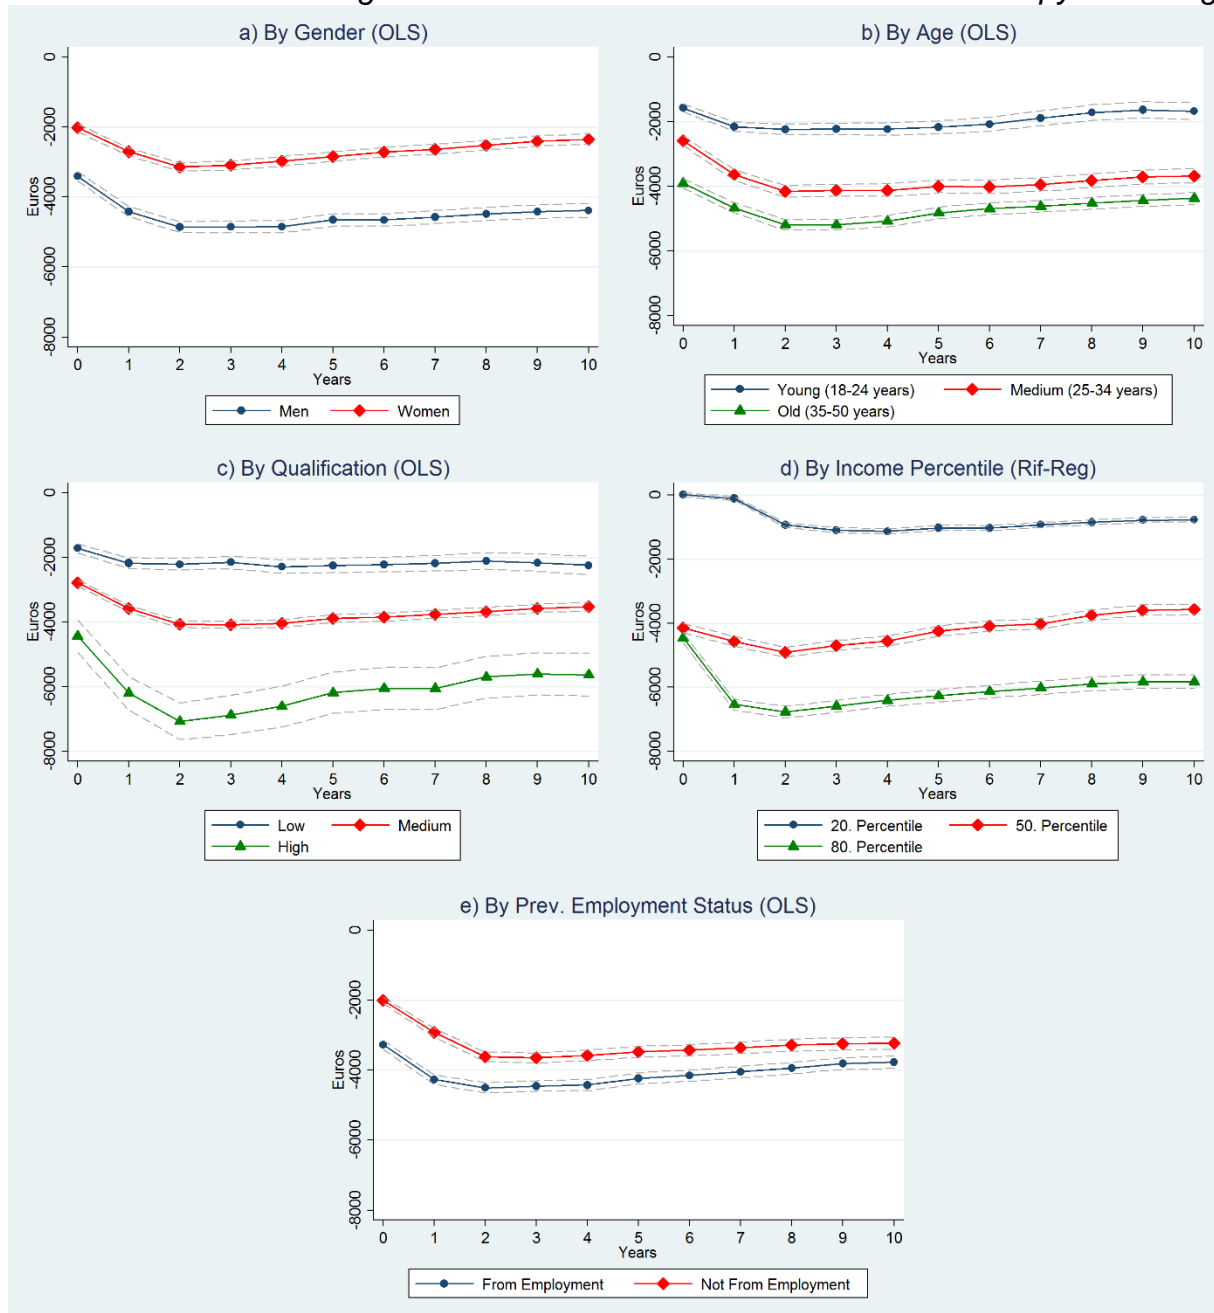 a) By Gender (OLS)
0
-2000
-4000
-6000
-8000
Euros
0 1 2 3 4 5 6 7 8 9 10
Years
Men Women
b) By Age (OLS)
0
-2000
-4000
-6000
-8000
Euros
0 1 2 3 4 5 6 7 8 9 10
Years
Young (18-24 years) Medium (25-34 years)
Old (35-50 years)
c) By Qualification (OLS)
0
-2000
-4000
-6000
-8000
Euros
0 1 2 3 4 5 6 7 8 9 10
Years
Low Medium
High
d) By Income Percentile (Rif-Reg)
0
-2000
-4000
-6000
-8000
Euros
0 1 2 3 4 5 6 7 8 9 10
Years
20. Percentile 50. Percentile
80. Percentile
e) By Prev. Employment Status (OLS)
0
-2000
-4000
-6000
-8000
Euros
0 1 2 3 4 5 6 7 8 9 10
Years
From Employment Not From Employment